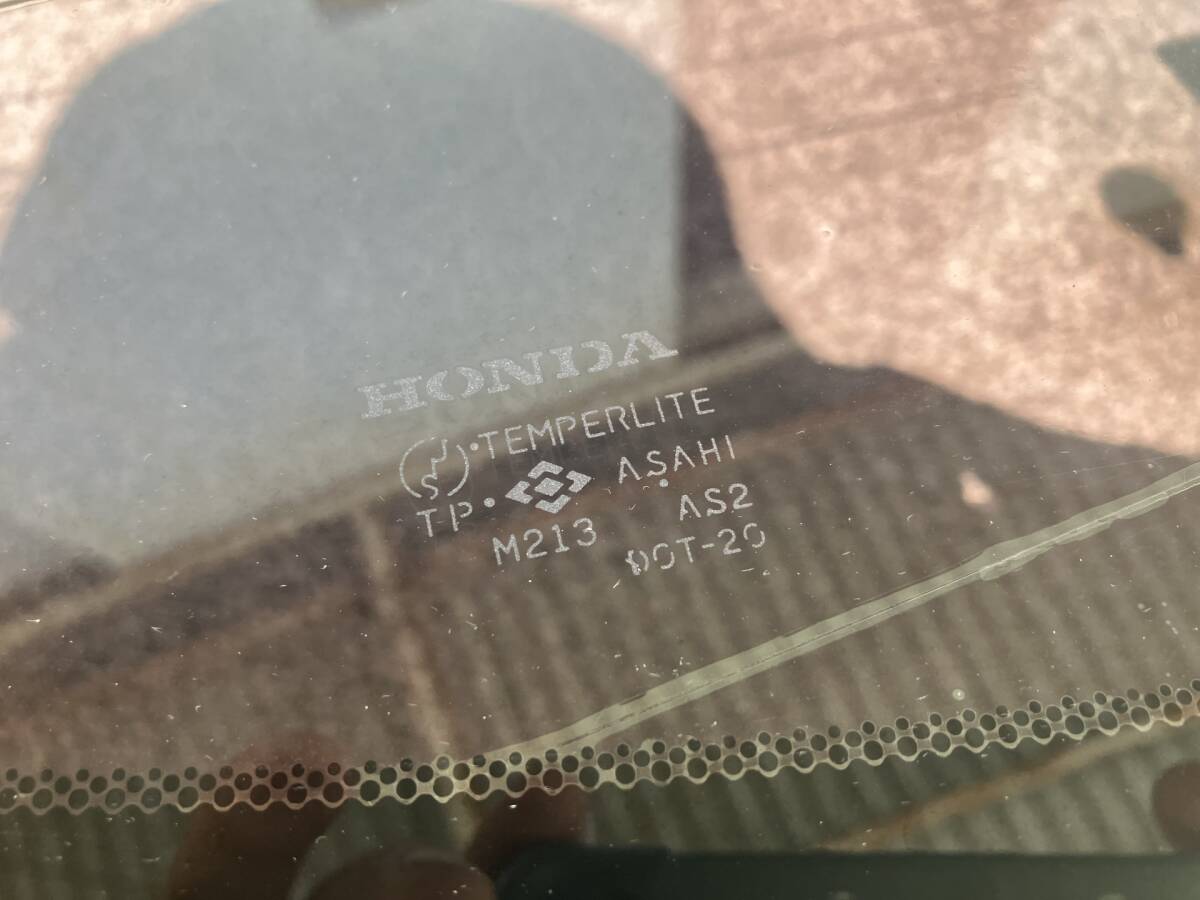 HONDA
TEMPERLITE
TP ASAHI
M213 AS2
DOT-20